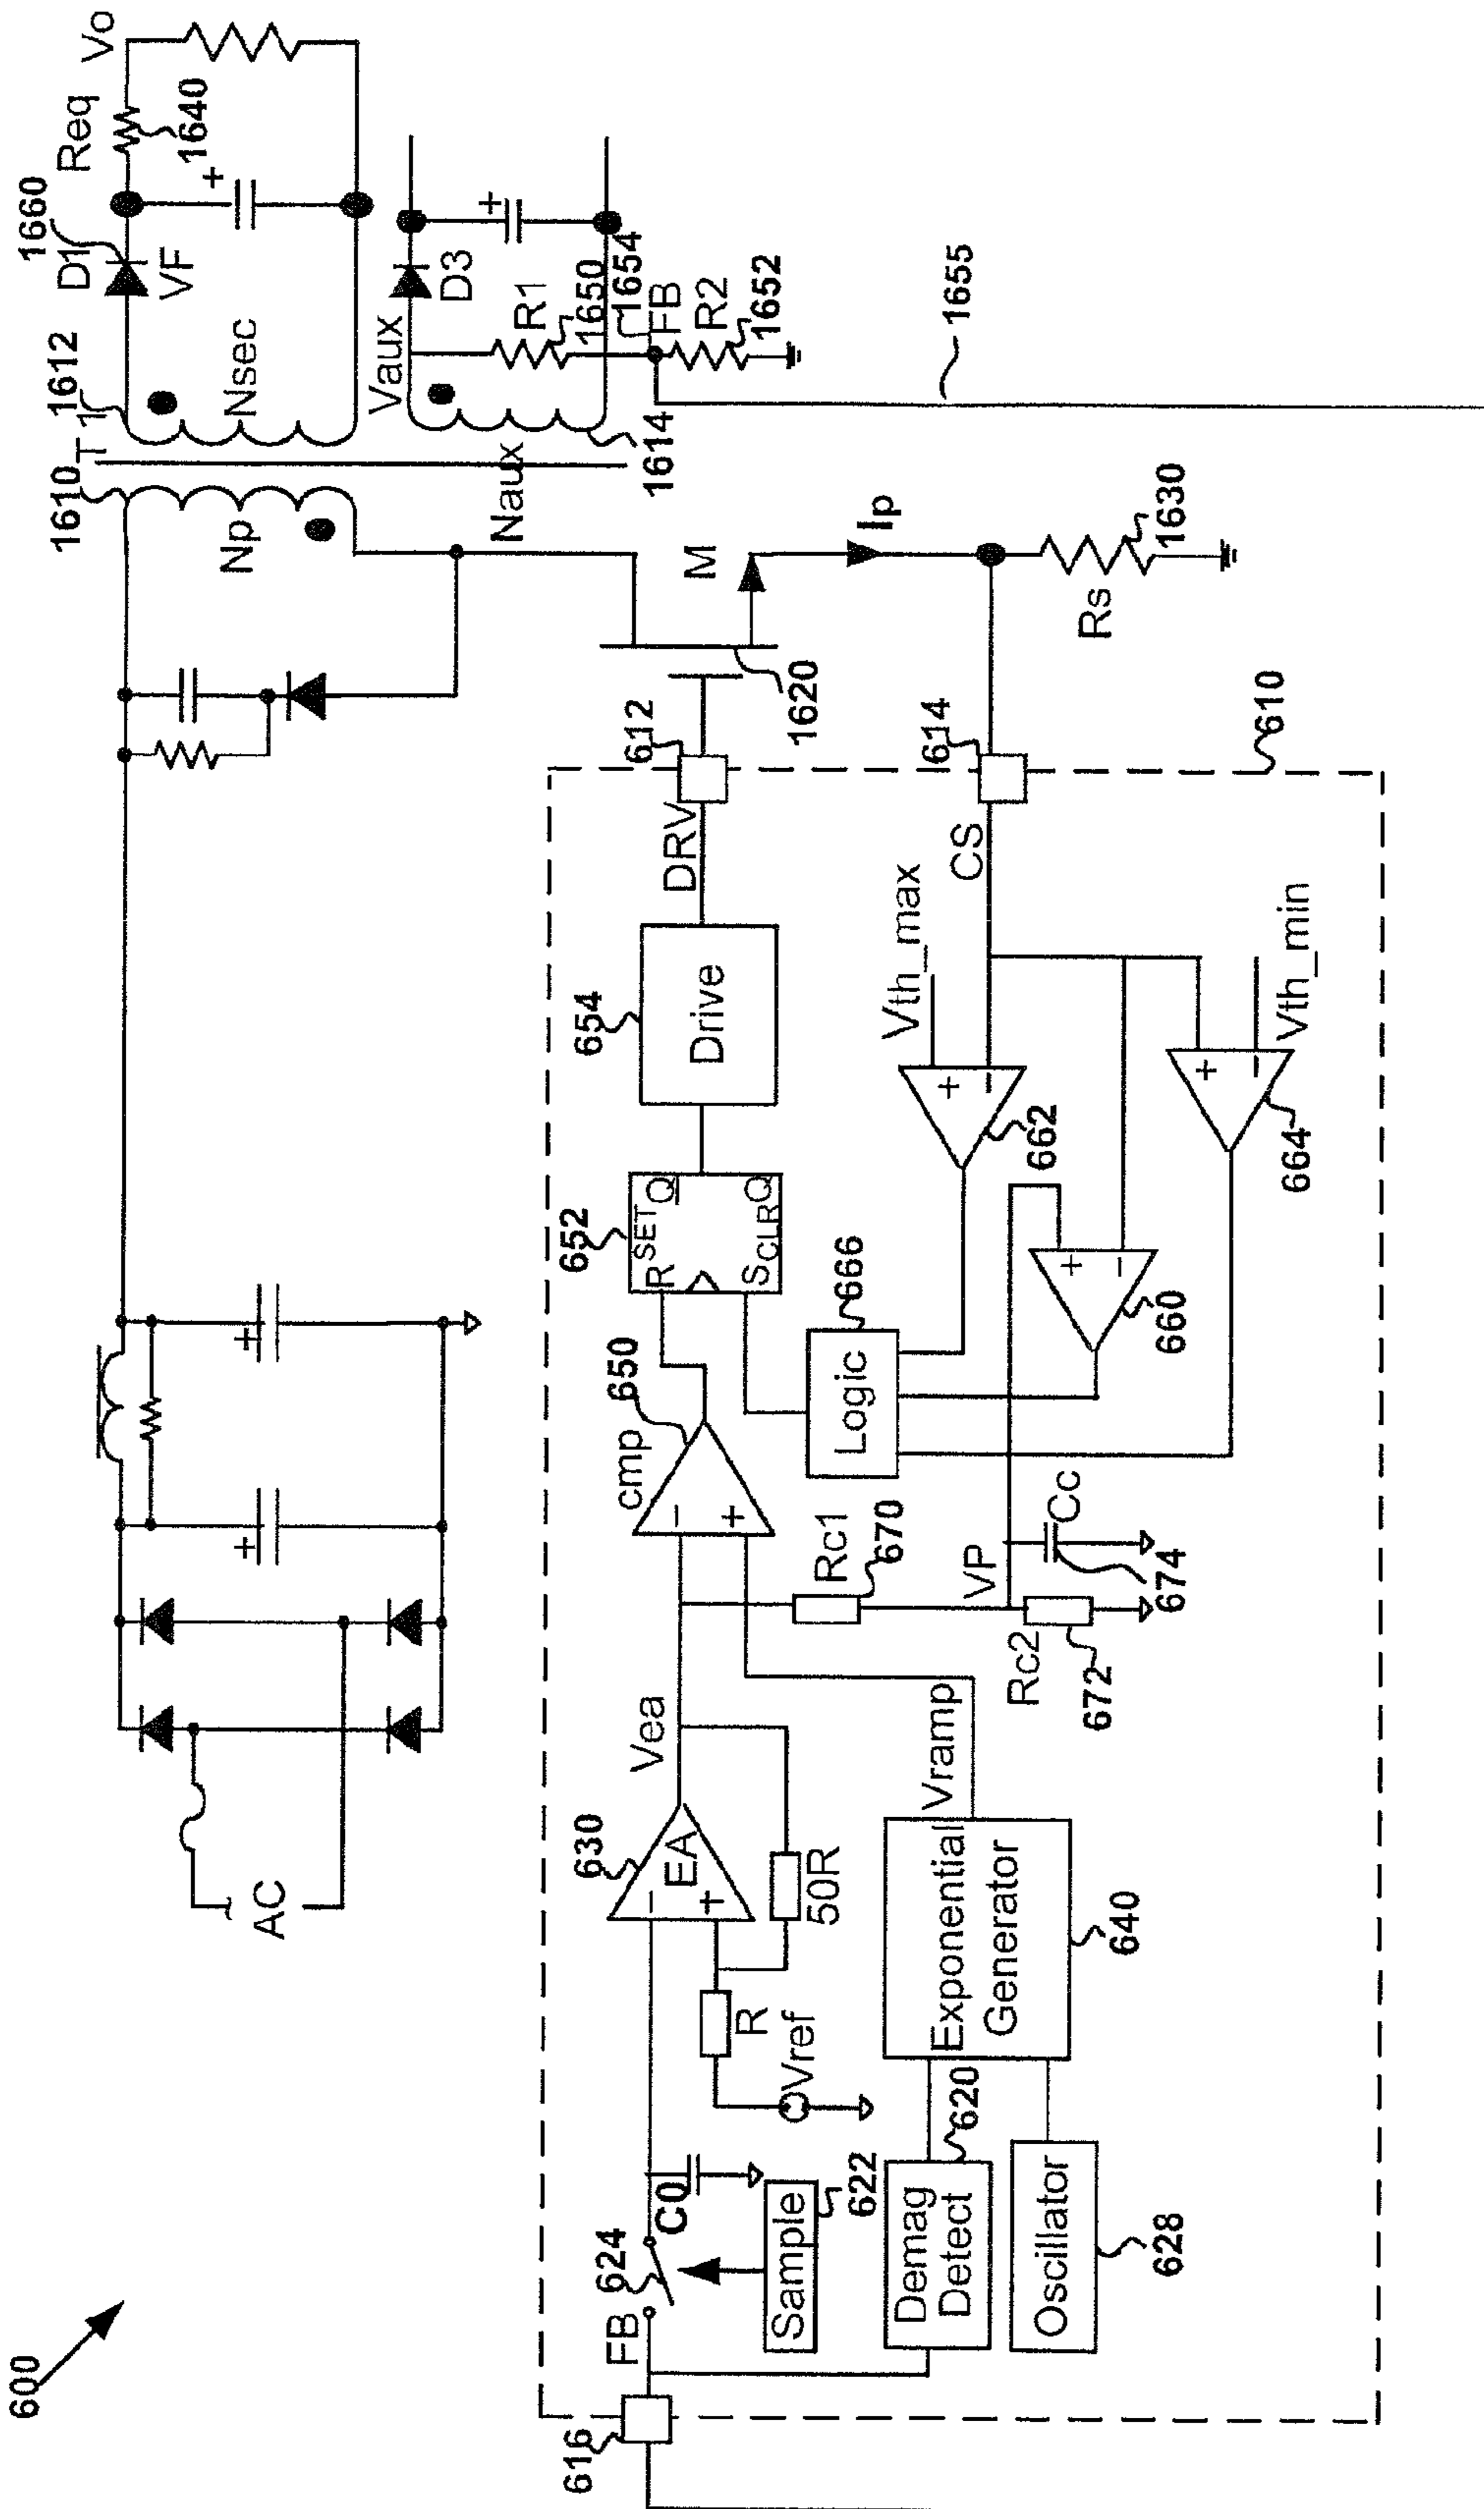 600
AC
1610
T 1
1612
Np
Nsec
1660
D1
VF
Req
1640
+
Vo
+
+
Naux
Vaux
1614
D3
+
R1
1650
1654
FB
R2
1652
1655
M
1620
Ip
Rs
1630
616
FB
624
C0
Sample
622
Demag
Detect
620
Oscillator
628
Exponential
Generator
640
Vramp
R
Vref
630
EA
-
+
50R
Vea
Rc1
670
VP
Rc2
672
Cc
674
cmp
650
-
+
652
R
SET
Q
S
CLR
Q
Logic
666
654
Drive
DRV
612
CS
614
610
Vth_max
+
-
662
+
-
660
Vth_min
+
-
664